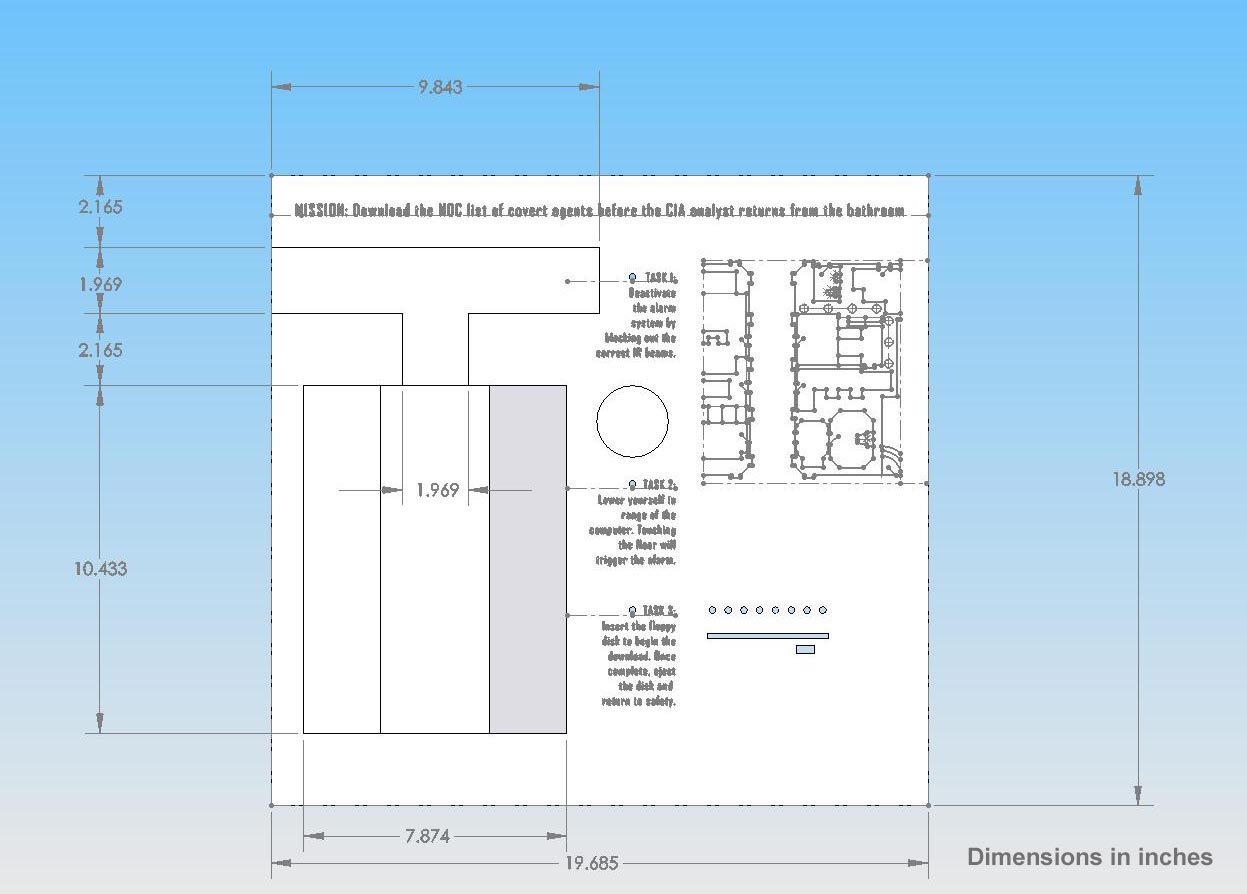 9.843
2.165
MISSION: Download the NOC list of covert agents before the CIA analyst returns from the bathroom
1.969
TASK 1:
Deactivate
the alarm
system by
blocking out the
correct IR beams.
2.165
18.898
1.969
TASK 2:
Lower yourself in
range of the
computer. Touching
the floor will
trigger the alarm.
10.433
TASK 3:
Insert the floppy
disk to begin the
download. Once
complete, eject
the disk and
return to safety.
7.874
19.685
Dimensions in inches